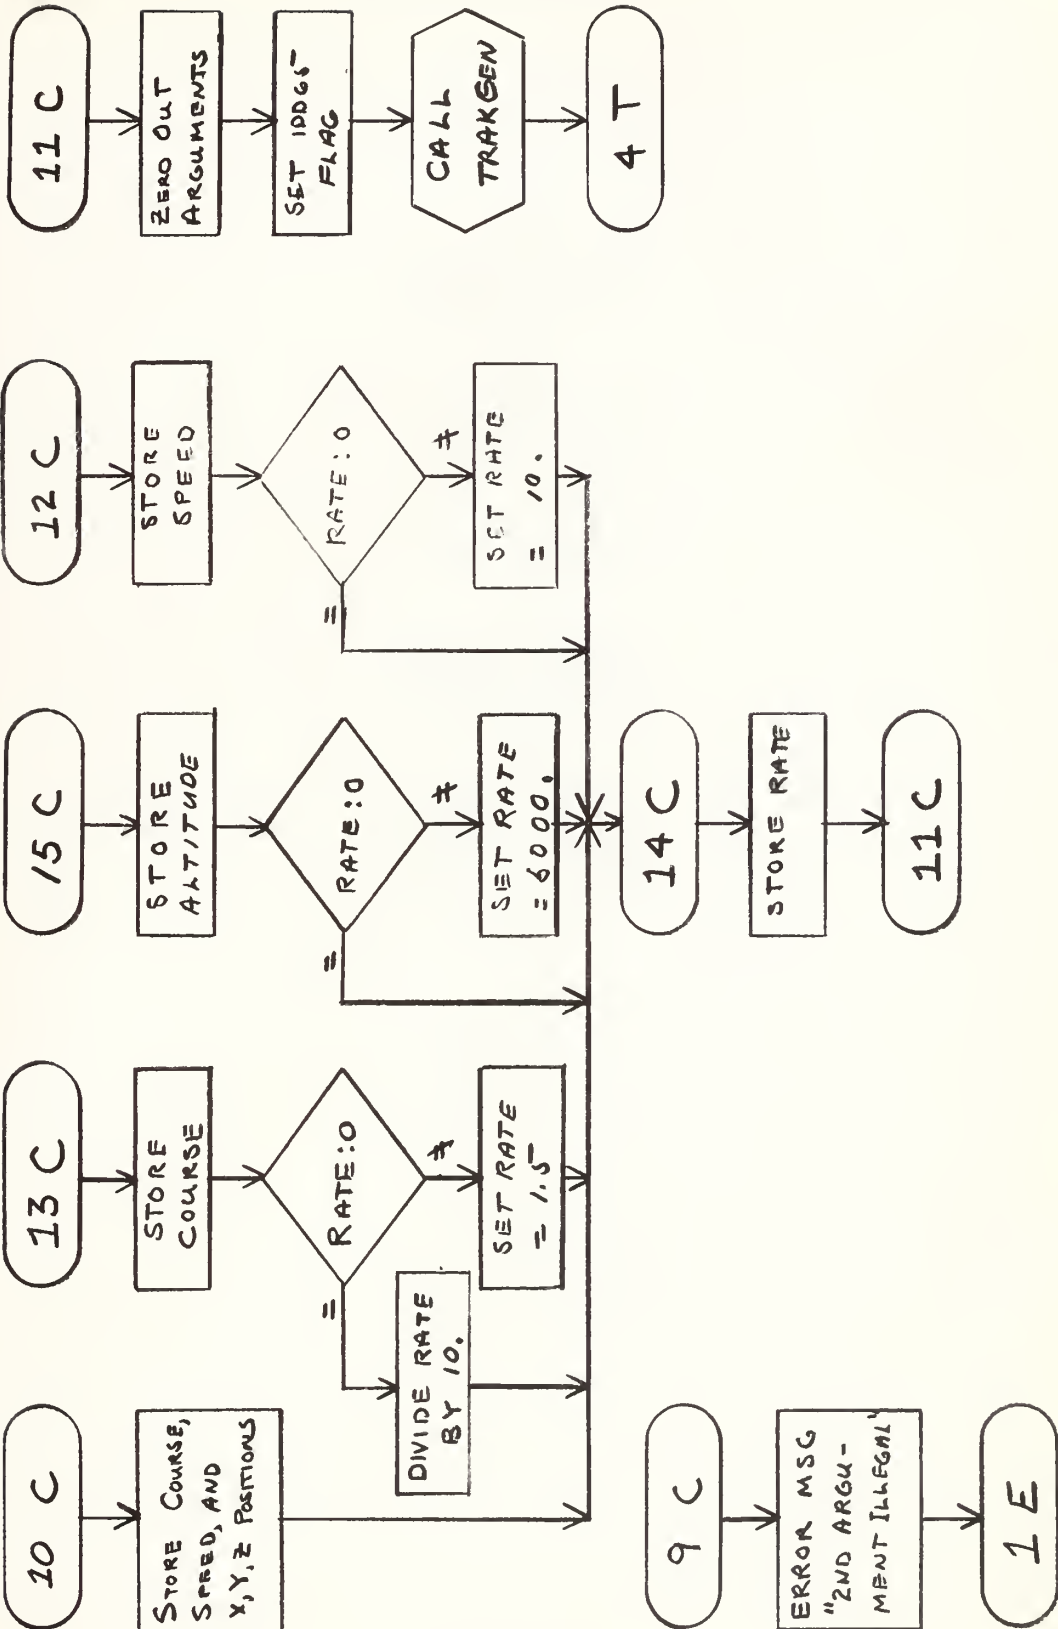 10 C
STORE COURSE,
SPEED, AND
X, Y, Z POSITIONS
13 C
STORE
COURSE
RATE:0
=
≠
DIVIDE RATE
BY 10.
SET RATE
= 1.5
15 C
STORE
ALTITUDE
RATE:0
=
≠
SET RATE
= 6000.
12 C
STORE
SPEED
RATE:0
=
≠
SET RATE
= 10.
14 C
STORE RATE
11 C
11 C
ZERO OUT
ARGUMENTS
SET IDDGS
FLAG
CALL
TRAKGEN
4 T
9 C
ERROR MSG
"2ND ARGU-
MENT ILLEGAL"
1 E